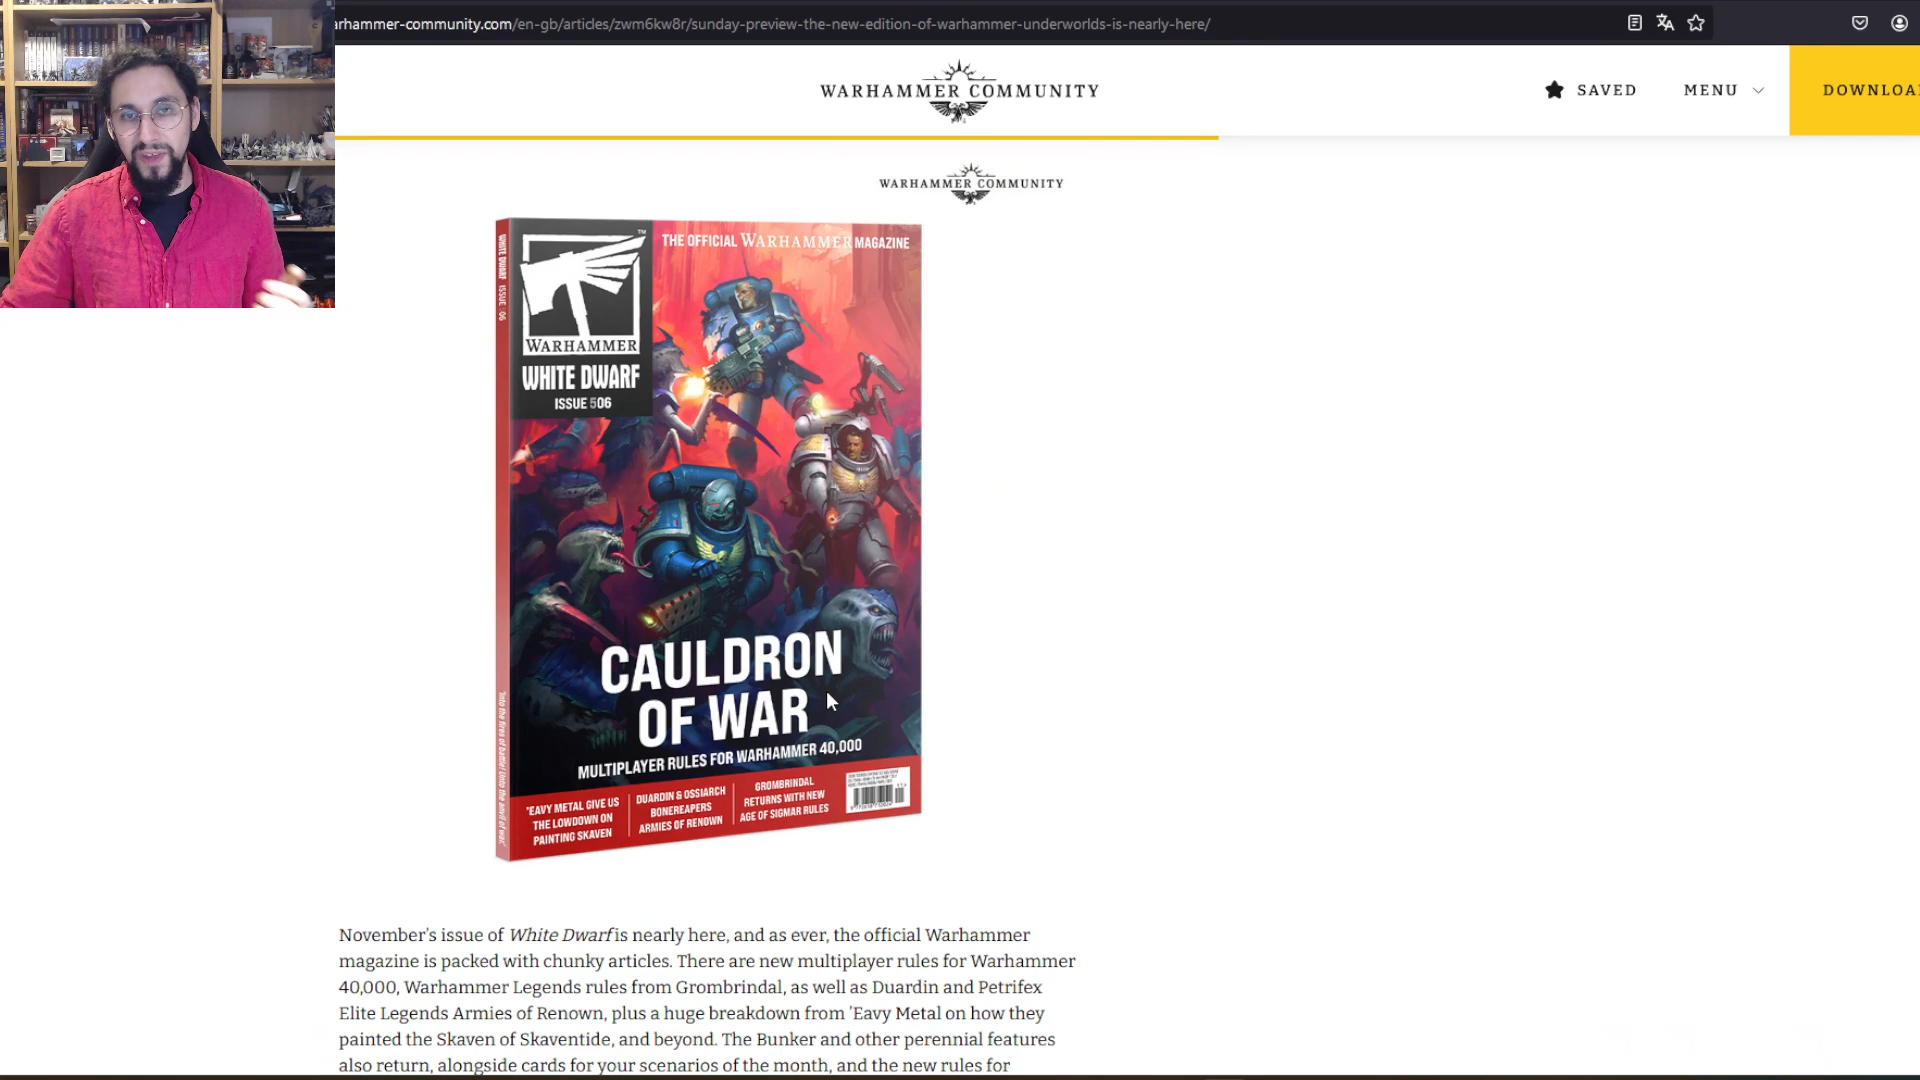 arhammer-community.com/en-gb/articles/zwm6kw8r/sunday-preview-the-new-edition-of-warhammer-underworlds-is-nearly-here/
WARHAMMER COMMUNITY
SAVED
MENU
DOWNLOA
WARHAMMER COMMUNITY
THE OFFICIAL WARHAMMER MAGAZINE
WARHAMMER
WHITE DWARF
ISSUE 506
WHITE DWARF ISSUE
CAULDRON
OF WAR
MULTIPLAYER RULES FOR WARHAMMER 40,000
'EAVY METAL GIVE US
THE LOWDOWN ON
PAINTING SKAVEN
DUARDIN & OSSIARCH
BONEREAPERS
ARMIES OF RENOWN
GROMBRINDAL
RETURNS WITH NEW
AGE OF SIGMAR RULES
November's issue of White Dwarf is nearly here, and as ever, the official Warhammer
magazine is packed with chunky articles. There are new multiplayer rules for Warhammer
40,000, Warhammer Legends rules from Grombrindal, as well as Duardin and Petrifex
Elite Legends Armies of Renown, plus a huge breakdown from 'Eavy Metal on how they
painted the Skaven of Skaventide, and beyond. The Bunker and other perennial features
also return, alongside cards for your scenarios of the month, and the new rules for